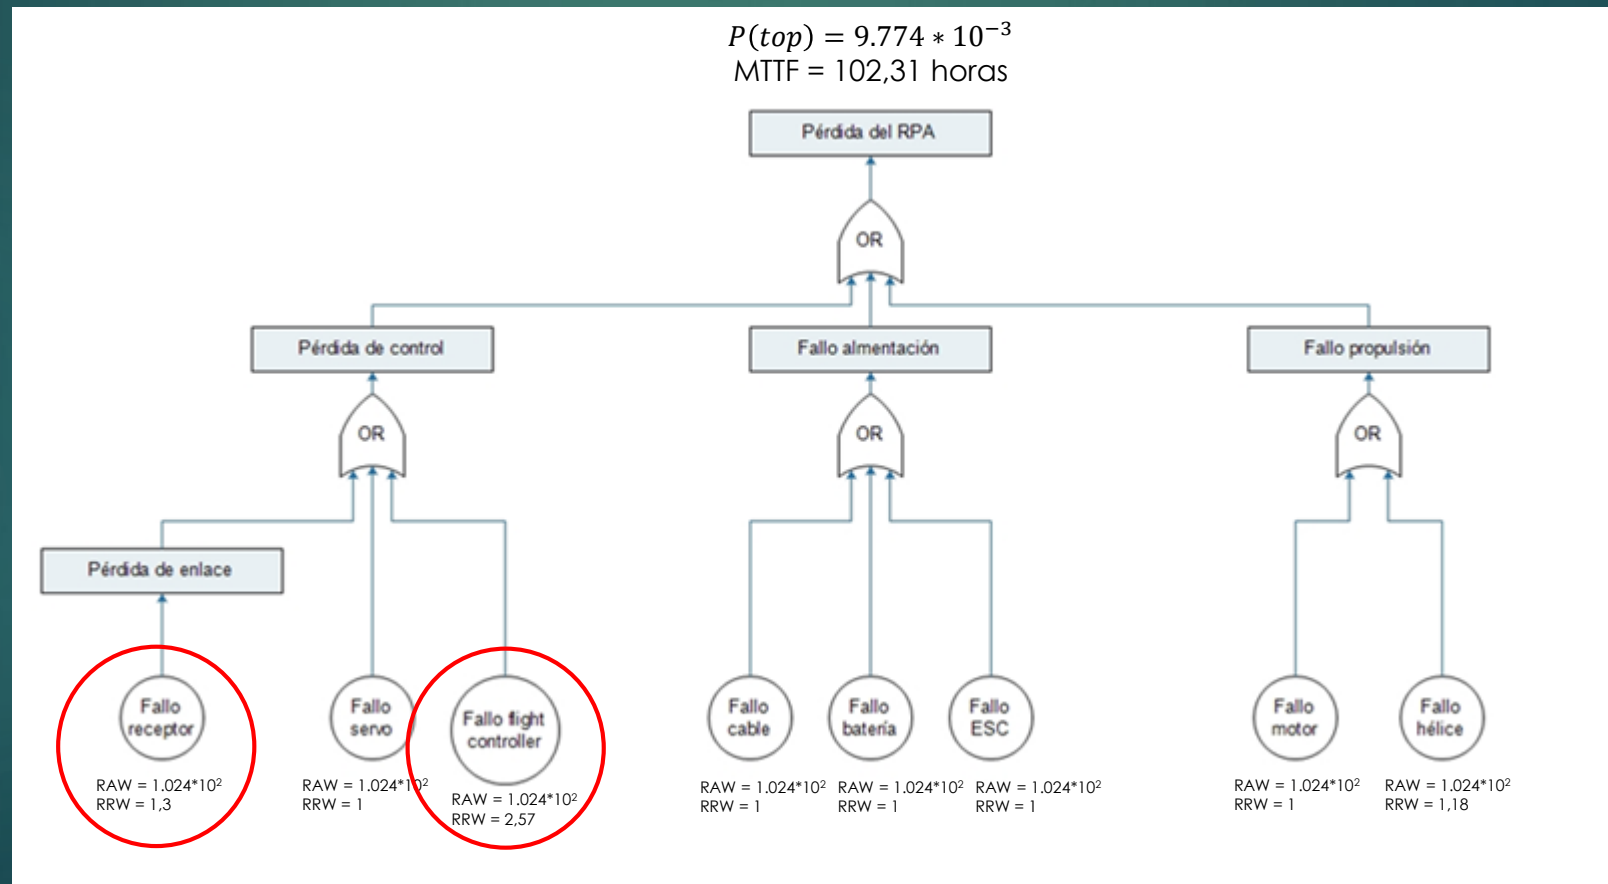 P(top) = 9.774 ∗ 10⁻³
MTTF = 102,31 horas
Pérdida del RPA
OR
Pérdida de control
Fallo almentación
Fallo propulsión
OR
OR
OR
Pérdida de enlace
Fallo
receptor
Fallo
servo
Fallo flight
controller
Fallo
cable
Fallo
batería
Fallo
ESC
Fallo
motor
Fallo
hélice
RAW = 1.024*10²
RRW = 1,3
RAW = 1.024*10²
RRW = 1
RAW = 1.024*10²
RRW = 2,57
RAW = 1.024*10²
RRW = 1
RAW = 1.024*10²
RRW = 1
RAW = 1.024*10²
RRW = 1
RAW = 1.024*10²
RRW = 1
RAW = 1.024*10²
RRW = 1,18